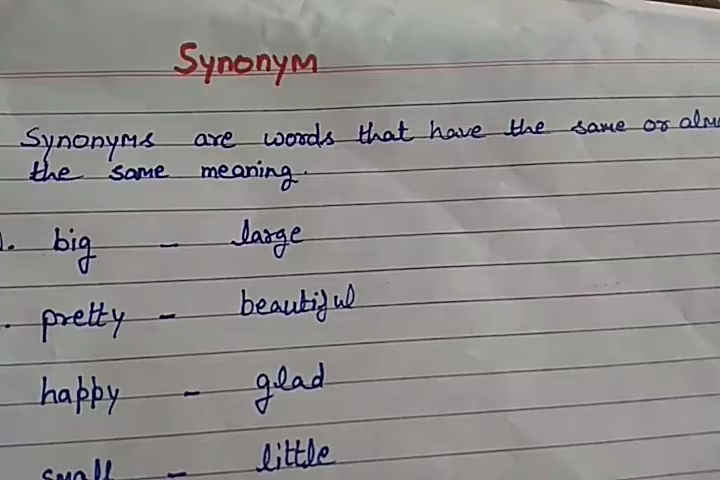 Synonym
Synonyms are words that have the same or
the same meaning.
big - large
pretty - beautiful
happy - glad
small - little